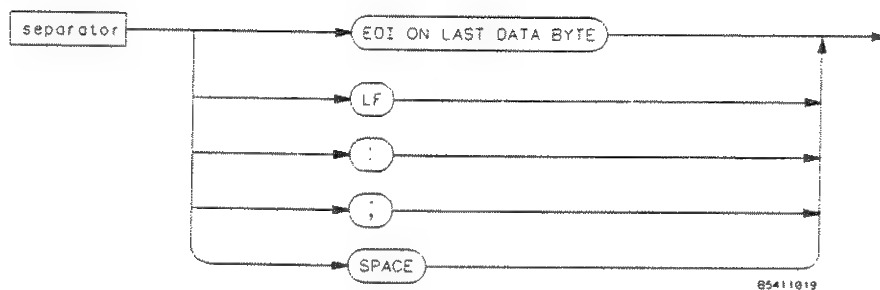 separator
EOI ON LAST DATA BYTE
LF
:
;
SPACE
85411019